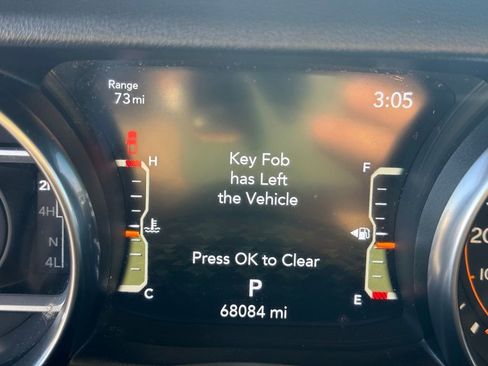 Range
73 mi
3:05
H
F
Key Fob
has Left
the Vehicle
4H
N
4L
Press OK to Clear
C
P
E
68084 mi